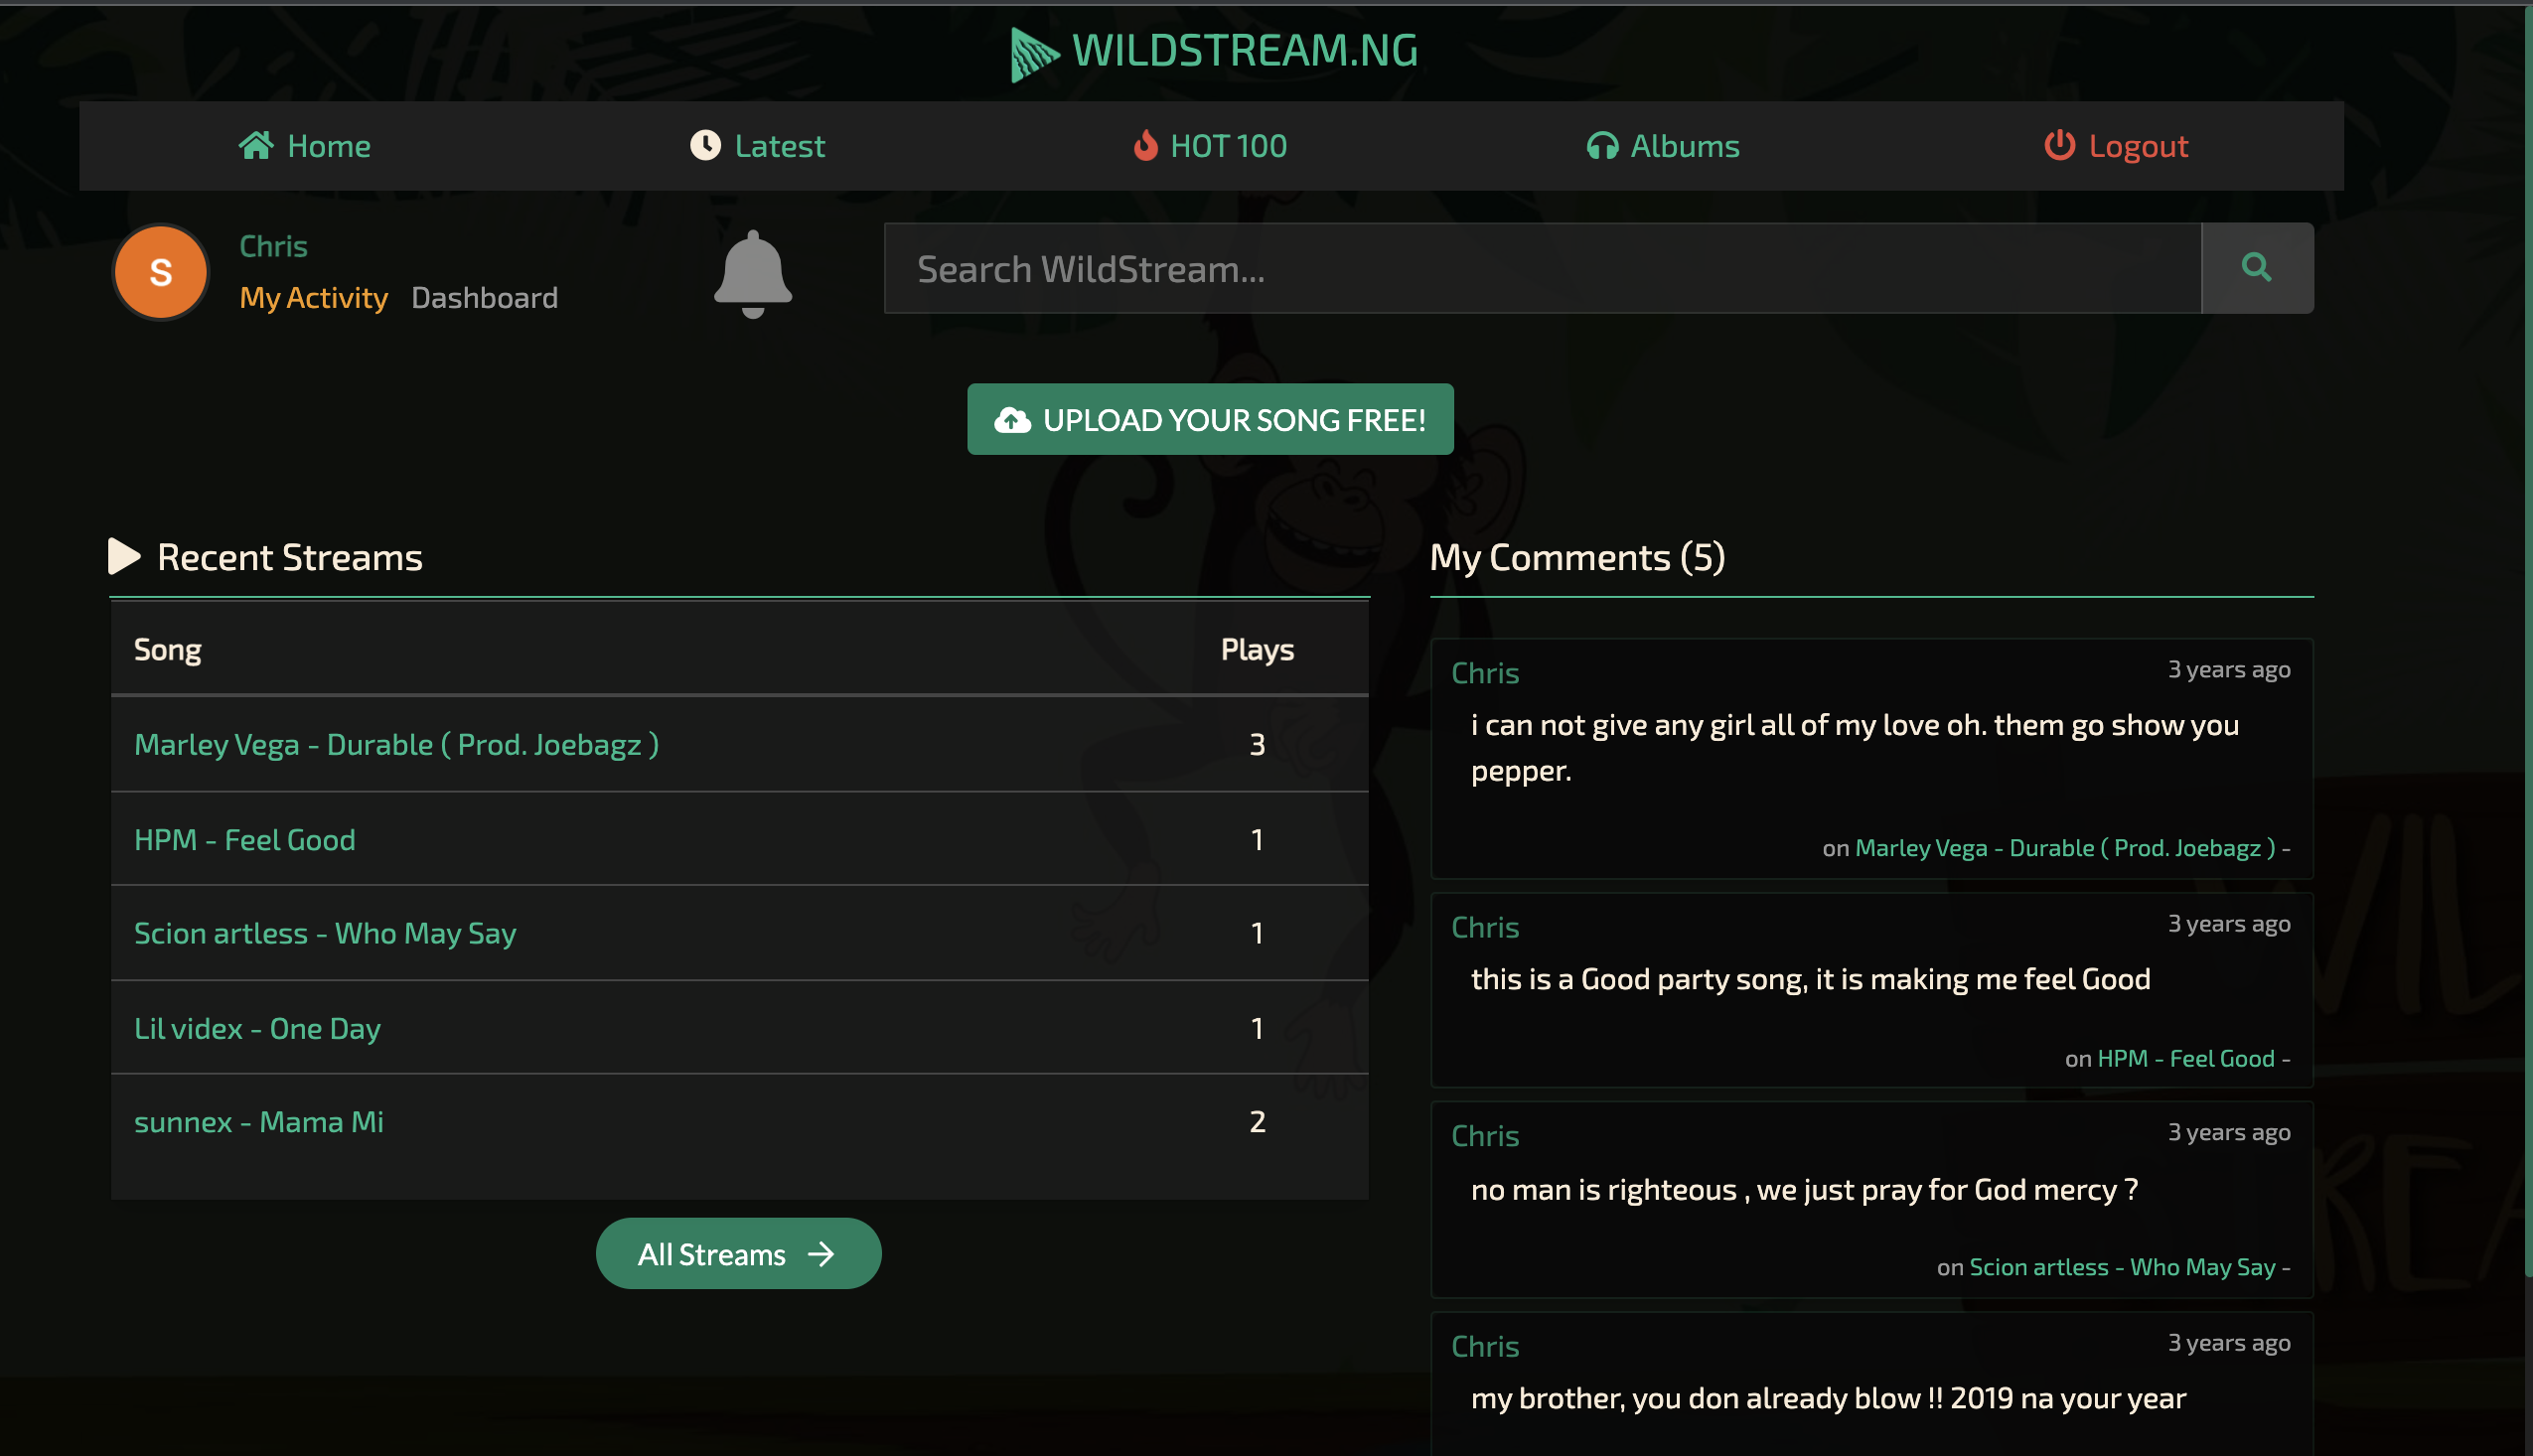 WILDSTREAM.NG
Home
Latest
HOT 100
Albums
Logout
S
Chris
My Activity
Dashboard
Search WildStream...
UPLOAD YOUR SONG FREE!
Recent Streams
Song
Plays
Marley Vega - Durable ( Prod. Joebagz )
3
HPM - Feel Good
1
Scion artless - Who May Say
1
Lil videx - One Day
1
sunnex - Mama Mi
2
All Streams
My Comments (5)
Chris
3 years ago
i can not give any girl all of my love oh. them go show you
pepper.
on Marley Vega - Durable ( Prod. Joebagz ) -
Chris
3 years ago
this is a Good party song, it is making me feel Good
on HPM - Feel Good -
Chris
3 years ago
no man is righteous , we just pray for God mercy ?
on Scion artless - Who May Say -
Chris
3 years ago
my brother, you don already blow !! 2019 na your year